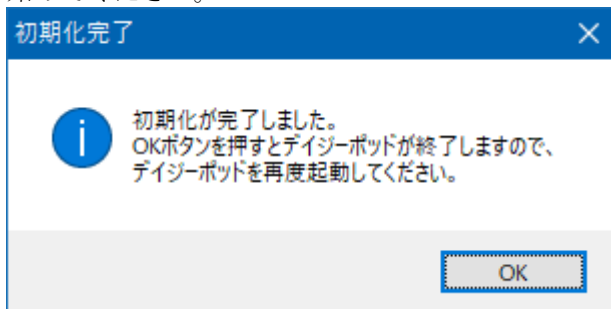 初期化完了
初期化が完了しました。
OKボタンを押すとデイジーポッドが終了しますので、
デイジーポッドを再度起動してください。
OK